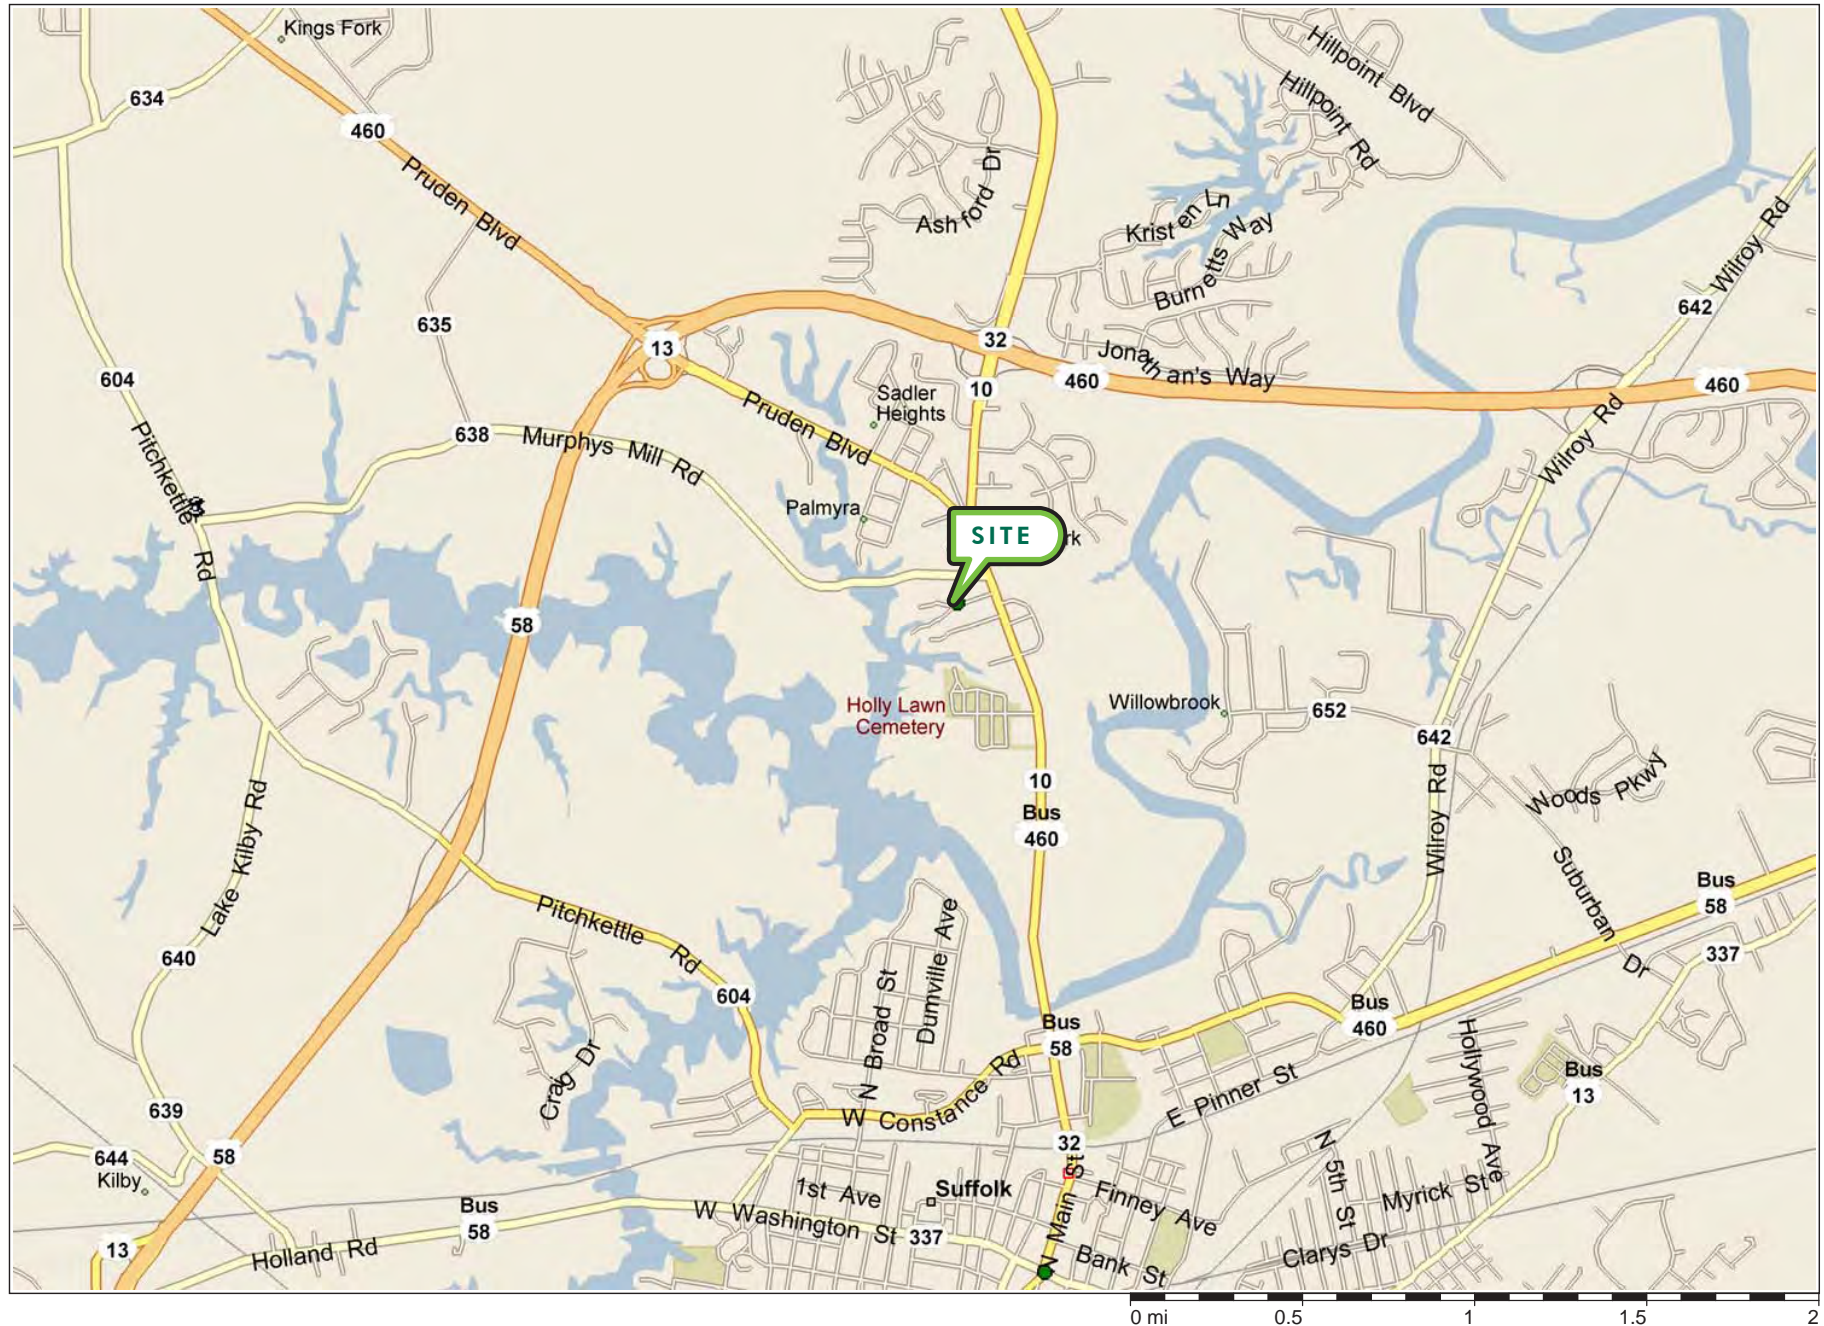 Kings Fork
634
460
Pruden Blvd
Hillpoint Blvd
Hillpoint Rd
Ashford Dr
Kristen Ln
Burnetts Way
Wilroy Rd
642
635
13
32
Jonathan's Way
460
460
604
10
Sadler
Heights
Pitchkettle Rd
638
Murphys Mill Rd
Pruden Blvd
Wilroy Rd
Palmyra
SITE
rk
58
Holly Lawn
Cemetery
Willowbrook
652
642
10
Bus
460
Woods Pkwy
Lake Kilby Rd
Wilroy Rd
Suburban Dr
Bus
58
Pitchkettle Rd
Dumville Ave
N Broad St
640
337
604
Bus
58
Bus
460
Craig Dr
W Constance Rd
E Pinner St
Hollywood Ave
Bus
13
639
644
Kilby
58
32
N 5th St
1st Ave
Suffolk
Finney Ave
Myrick St
Bus
58
W Washington St
337
N Main St
Bank St
Clarys Dr
13
Holland Rd
0 mi 0.5 1 1.5 2